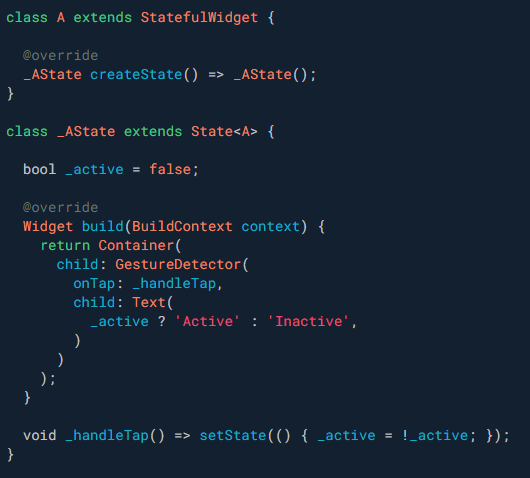 class A extends StatefulWidget {
@override
_AState createState() => _AState();
}
class _AState extends State<A> {
bool _active = false;
@override
Widget build(BuildContext context) {
return Container(
child: GestureDetector(
onTap: _handleTap,
child: Text(
_active ? 'Active' : 'Inactive',
)
)
);
}
void _handleTap() => setState(() { _active = !_active; });
}